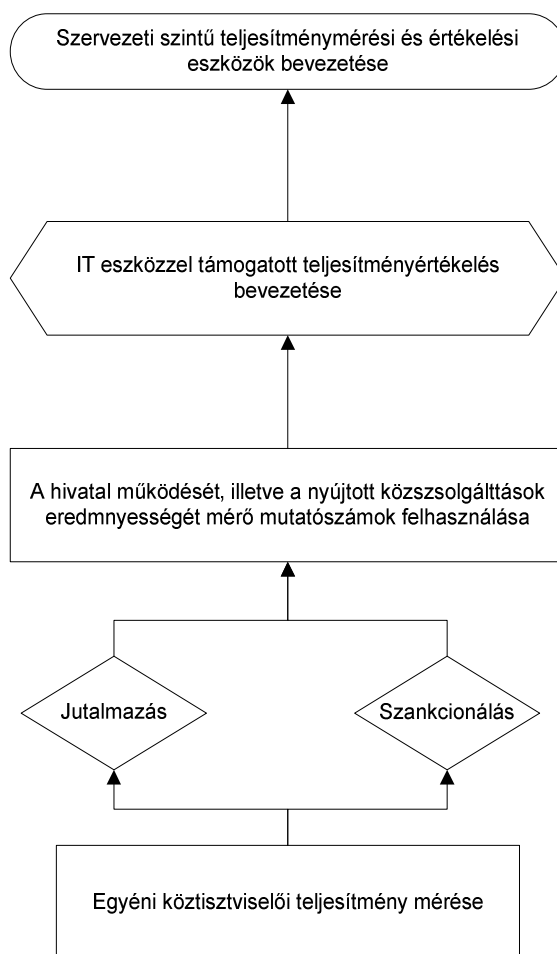 Szervezeti szintű teljesítménymérési és értékelési
eszközök bevezetése
IT eszközzel támogatott teljesítményértékelés
bevezetése
A hivatal működését, illetve a nyújtott közszsolgálttások
eredmnyességét mérő mutatószámok felhasználása
Jutalmazás
Szankcionálás
Egyéni köztisztviselői teljesítmény mérése